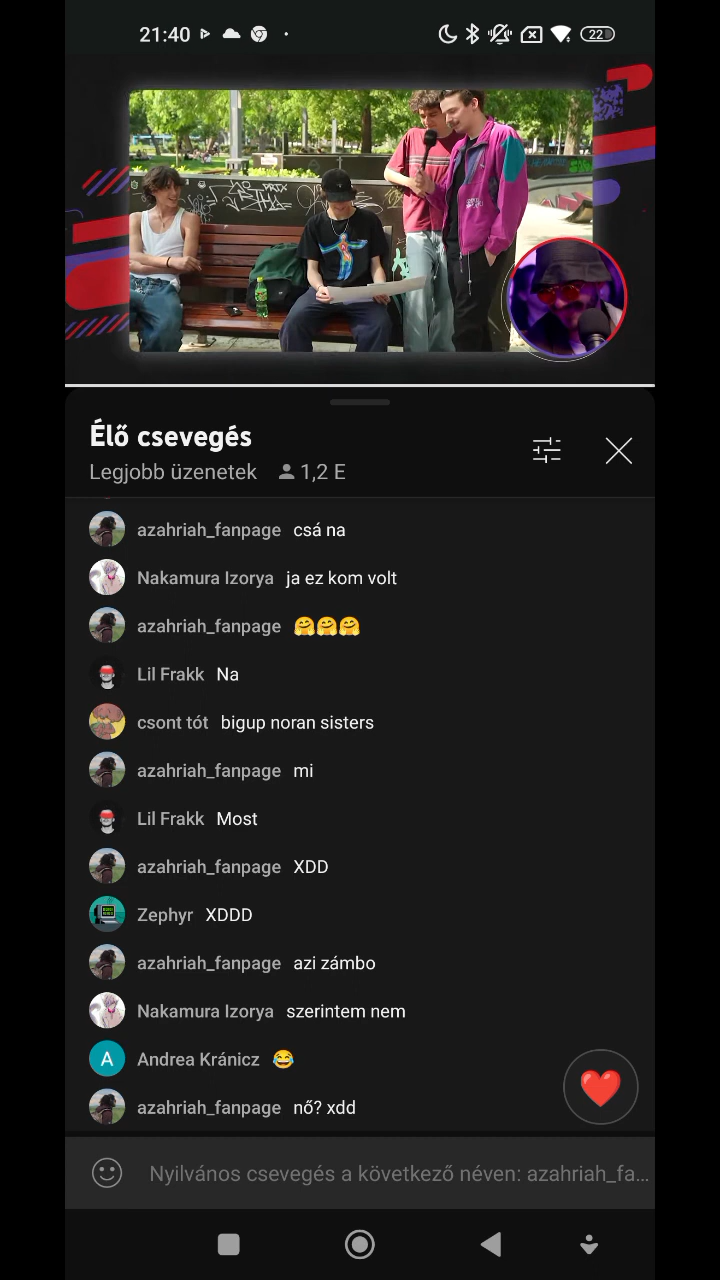 21:40
22
Élő csevegés
Legjobb üzenetek 1,2 E
azahriah_fanpage csá na
Nakamura Izorya ja ez kom volt
azahriah_fanpage 🤗🤗🤗
Lil Frakk Na
csont tót bigup noran sisters
azahriah_fanpage mi
Lil Frakk Most
azahriah_fanpage XDD
Zephyr XDDD
azahriah_fanpage azi zámbo
Nakamura Izorya szerintem nem
A Andrea Kránicz 😂
azahriah_fanpage nő? xdd
Nyilvános csevegés a következő néven: azahriah_fa...